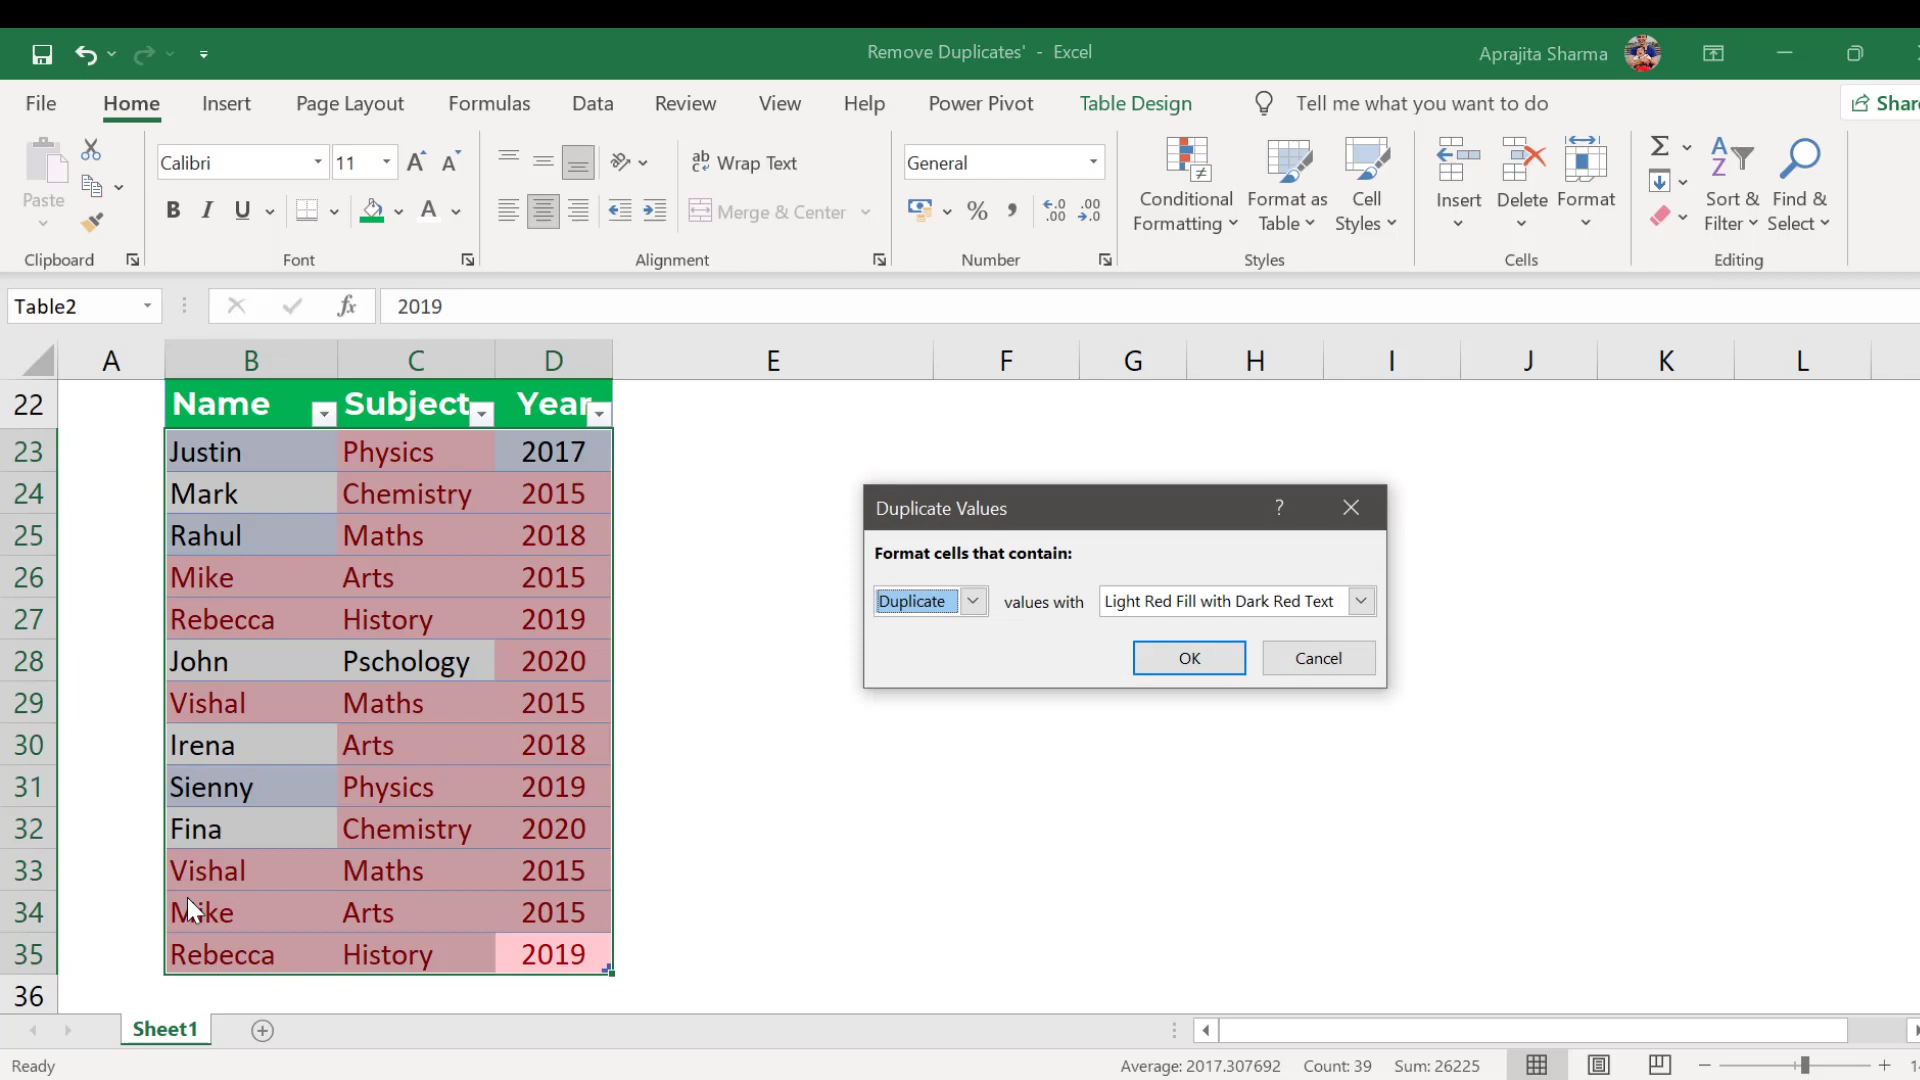 Remove Duplicates' - Excel
Aprajita Sharma
File Home Insert Page Layout Formulas Data Review View Help Power Pivot Table Design Tell me what you want to do
Paste
Clipboard
Calibri 11
B I U A
Font
ab Wrap Text
Merge & Center
Alignment
General
% , .00 .00
Number
Conditional Formatting
Format as Table
Cell Styles
Styles
Insert Delete Format
Cells
Sort & Filter
Find & Select
Editing
Table2 fx 2019
A B C D E F G H I J K L
22 Name Subject Year
23 Justin Physics 2017
24 Mark Chemistry 2015
25 Rahul Maths 2018
26 Mike Arts 2015
27 Rebecca History 2019
28 John Pschology 2020
29 Vishal Maths 2015
30 Irena Arts 2018
31 Sienny Physics 2019
32 Fina Chemistry 2020
33 Vishal Maths 2015
34 Mike Arts 2015
35 Rebecca History 2019
36
Duplicate Values ?
Format cells that contain:
Duplicate values with Light Red Fill with Dark Red Text
OK Cancel
Sheet1
Ready Average: 2017.307692 Count: 39 Sum: 26225